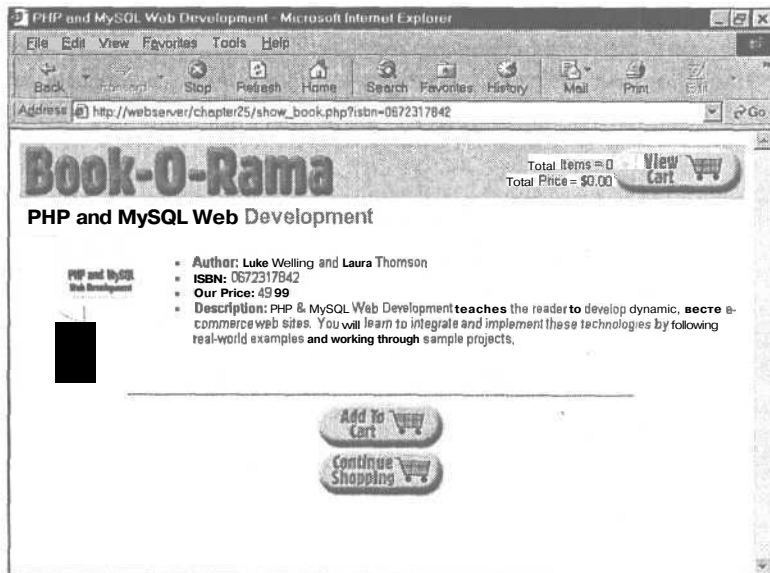 PHP and MySQL Web Development - Microsoft Internet Explorer
File Edit View Favorites Tools Help
Back Forward Stop Refresh Home Search Favorites History Mail Print Edit
Address http://webserver/chapter25/show_book.php?isbn=0672317842 Go
Book-O-Rama
Total Items = 0
Total Price = $0.00
View Cart
PHP and MySQL Web Development
PHP and MySQL
Web Development
Author: Luke Welling and Laura Thomson
ISBN: 0672317842
Our Price: 49 99
Description: PHP & MySQL Web Development teaches the reader to develop dynamic, весте e-
commerce web sites. You will learn to integrate and implement these technologies by following
real-world examples and working through sample projects,
Add To
Cart
Continue
Shopping